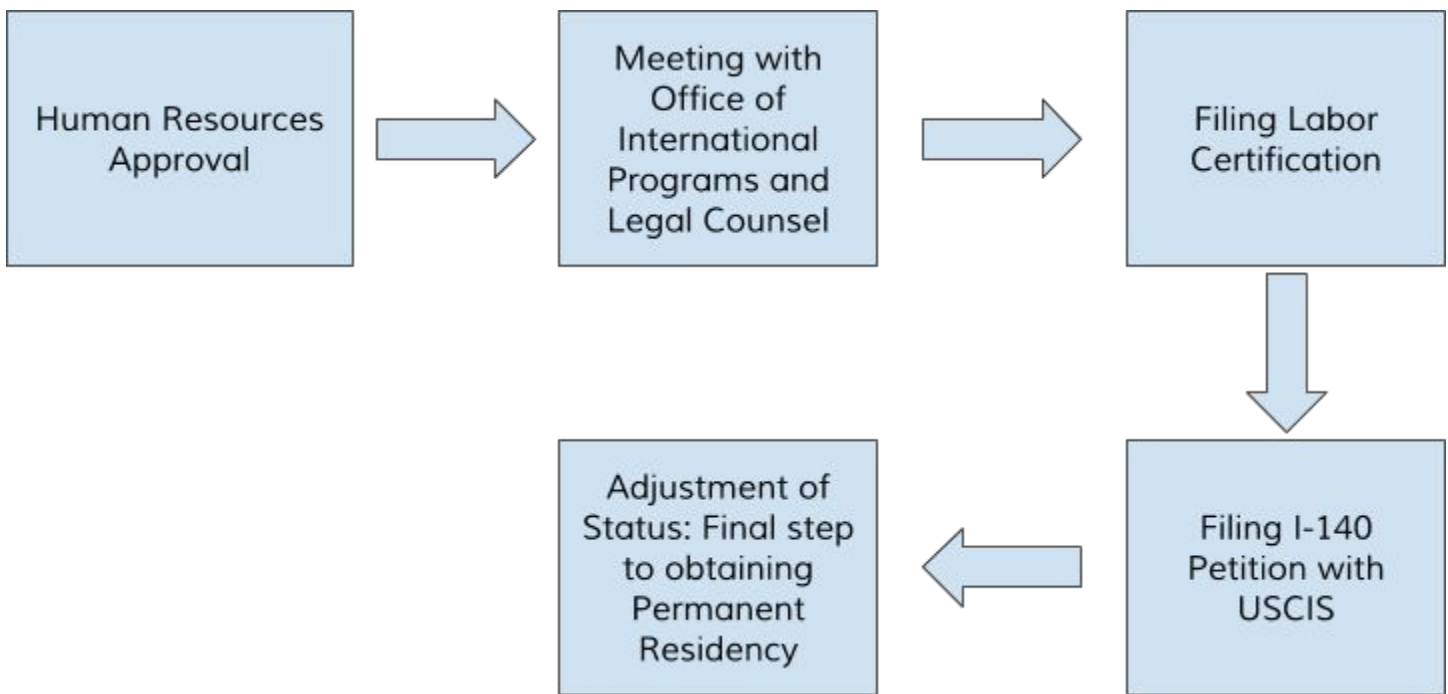 Human Resources
Approval
Meeting with
Office of
International
Programs and
Legal Counsel
Filing Labor
Certification
Filing I-140
Petition with
USCIS
Adjustment of
Status: Final step
to obtaining
Permanent
Residency